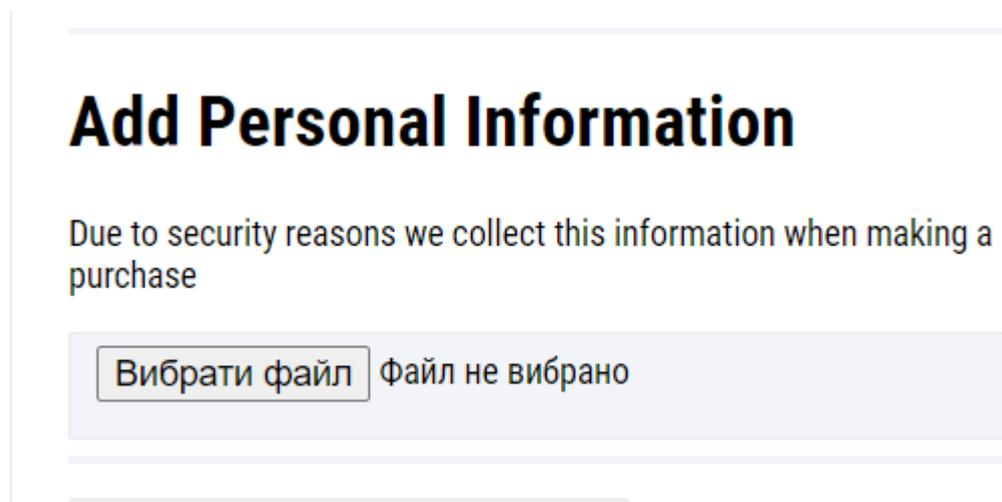 Add Personal Information
Due to security reasons we collect this information when making a
purchase
Вибрати файл Файл не вибрано